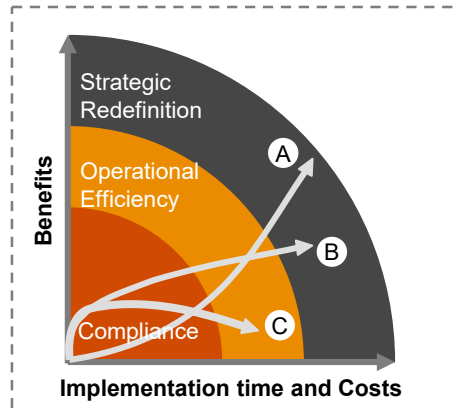 Strategic
Redefinition
A
Operational
Efficiency
B
C
Compliance
Benefits
Implementation time and Costs